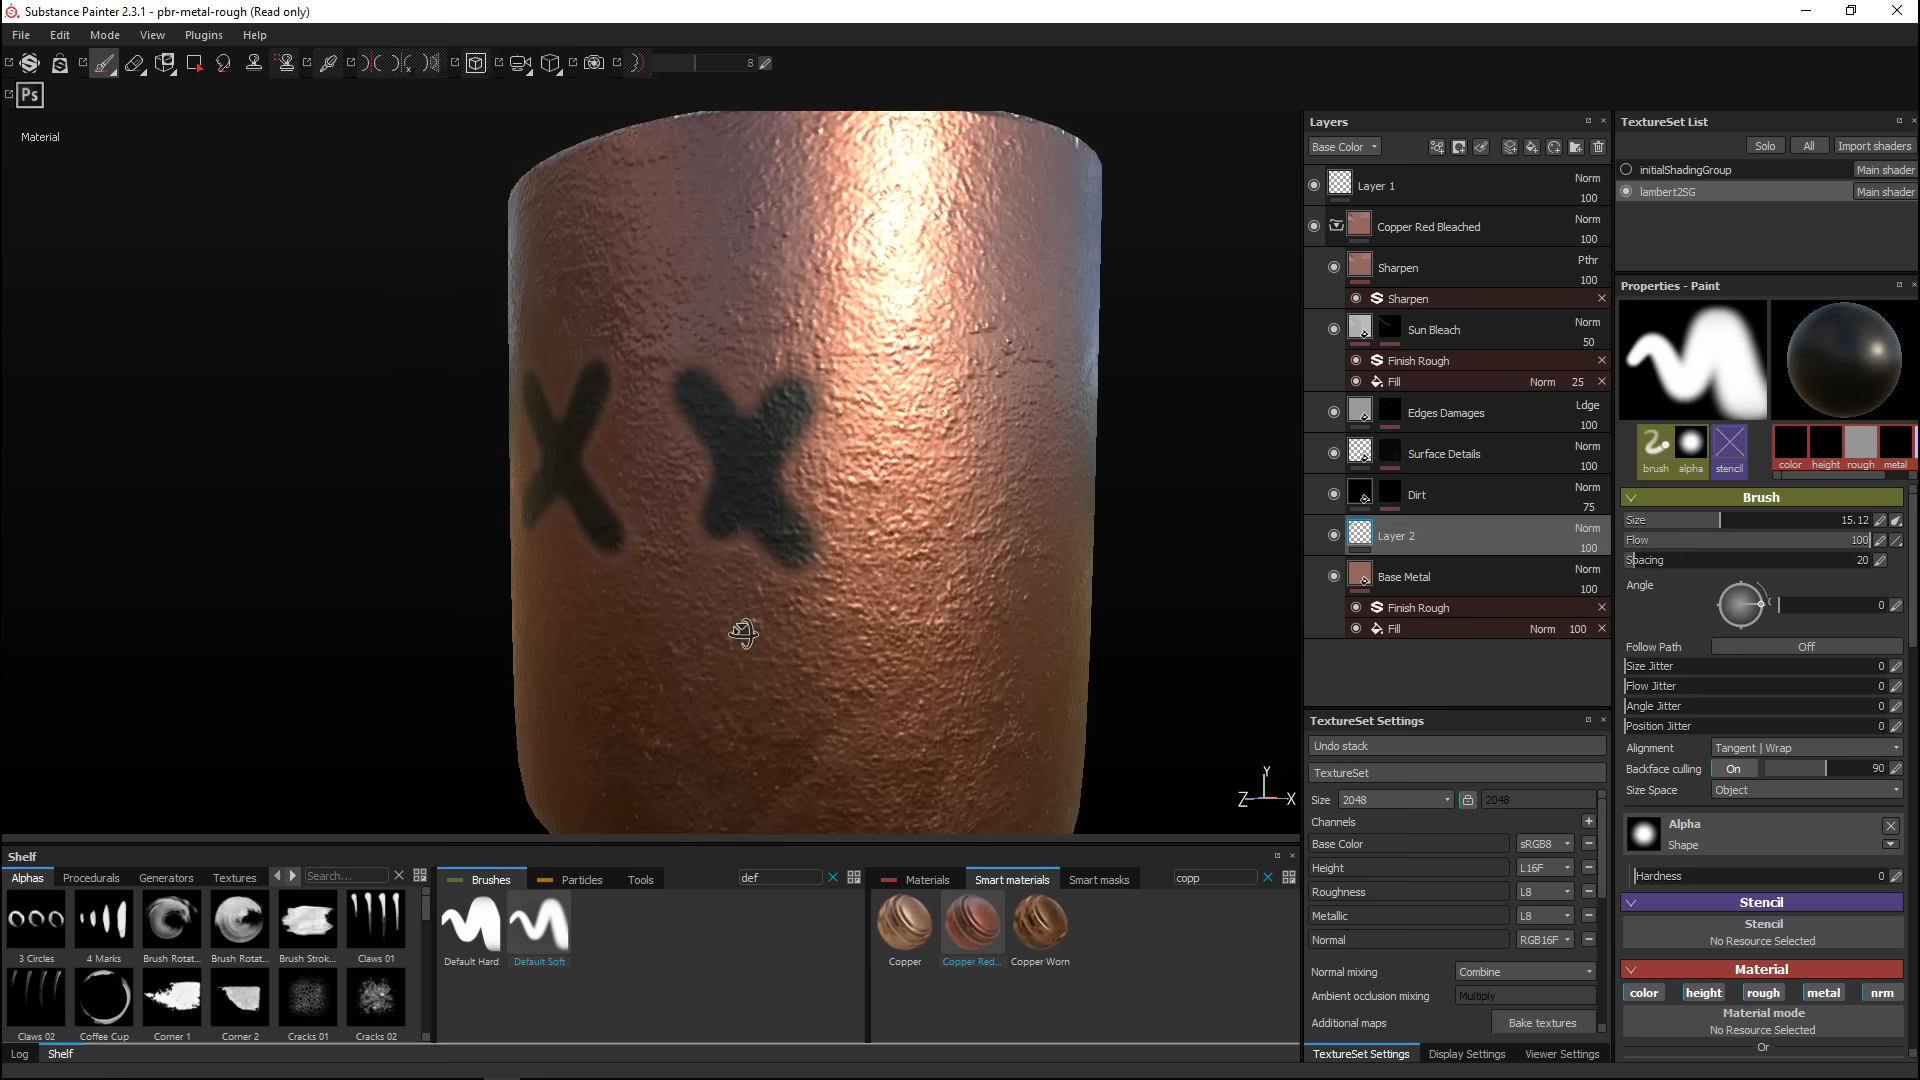 Substance Painter 2.3.1 - pbr-metal-rough (Read only)
File Edit Mode View Plugins Help
8
Ps
Material
XX
Y
Z X
Layers
Base Color
Layer 1 Norm 100
Copper Red Bleached Norm 100
Sharpen Pthr 100
Sharpen
Sun Bleach Norm 50
Finish Rough
Fill Norm 25
Edges Damages Ldge 100
Surface Details Norm 100
Dirt Norm 75
Layer 2 Norm 100
Base Metal Norm 100
Finish Rough
Fill Norm 100
TextureSet Settings
Undo stack
TextureSet
Size 2048 2048
Channels
Base Color sRGB8
Height L16F
Roughness L8
Metallic L8
Normal RGB16F
Normal mixing Combine
Ambient occlusion mixing Multiply
Additional maps Bake textures
TextureSet Settings Display Settings Viewer Settings
TextureSet List
Solo All Import shaders
initialShadingGroup Main shader
lambert2SG Main shader
Properties - Paint
brush alpha stencil color height rough metal
Brush
Size 15.12
Flow 100
Spacing 20
Angle 0
Follow Path Off
Size Jitter 0
Flow Jitter 0
Angle Jitter 0
Position Jitter 0
Alignment Tangent | Wrap
Backface culling On 90
Size Space Object
Alpha
Shape
Hardness 0
Stencil
Stencil
No Resource Selected
Material
color height rough metal nrm
Material mode
No Resource Selected
Or
Shelf
Alphas Procedurals Generators Textures Search...
3 Circles 4 Marks Brush Rotat... Brush Rotat... Brush Strok... Claws 01
Claws 02 Coffee Cup Corner 1 Corner 2 Cracks 01 Cracks 02
Brushes Particles Tools def
Default Hard Default Soft
Materials Smart materials Smart masks copp
Copper Copper Red... Copper Worn
Log Shelf